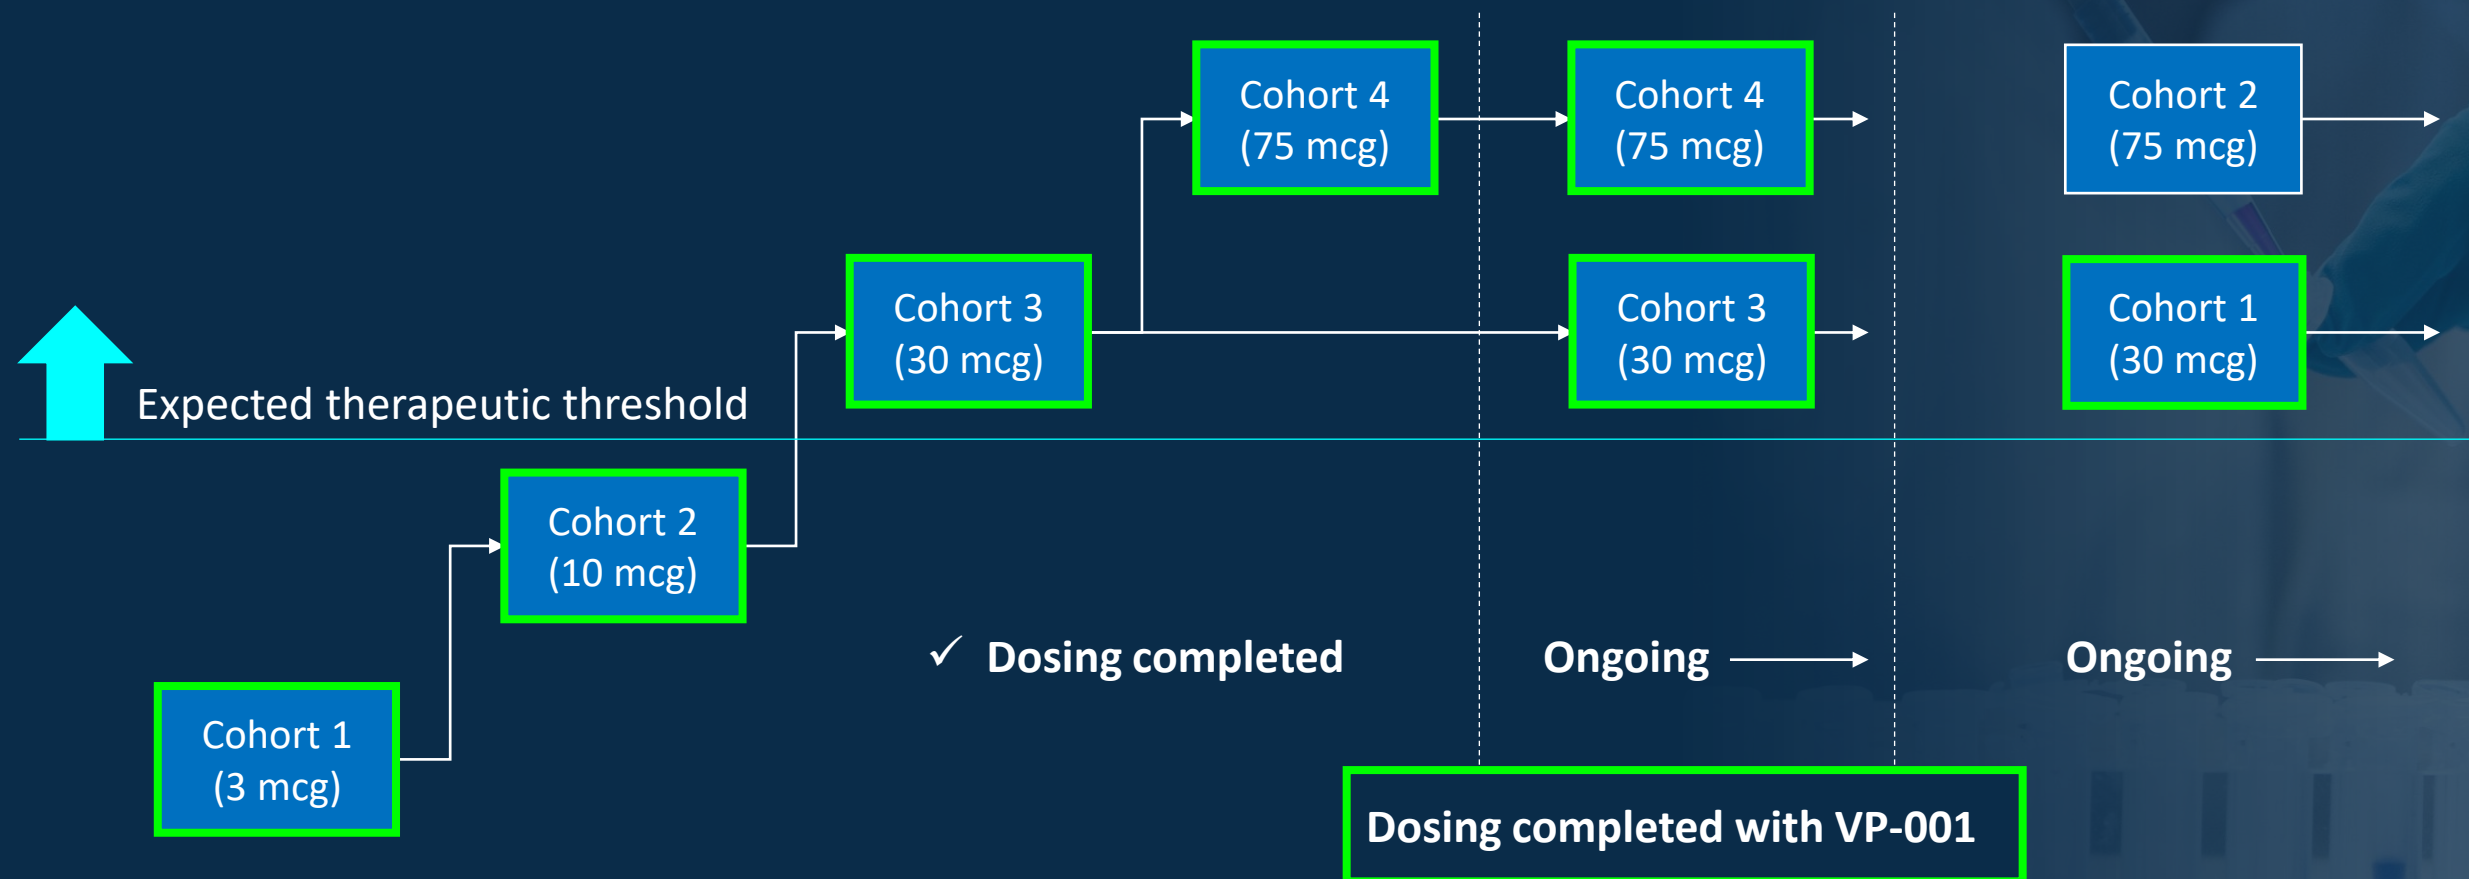 Cohort 4
(75 mcg)
Cohort 4
(75 mcg)
Cohort 2
(75 mcg)
Cohort 3
(30 mcg)
Cohort 3
(30 mcg)
Cohort 1
(30 mcg)
Expected therapeutic threshold
Cohort 2
(10 mcg)
✓ Dosing completed
Ongoing
Ongoing
Cohort 1
(3 mcg)
Dosing completed with VP-001